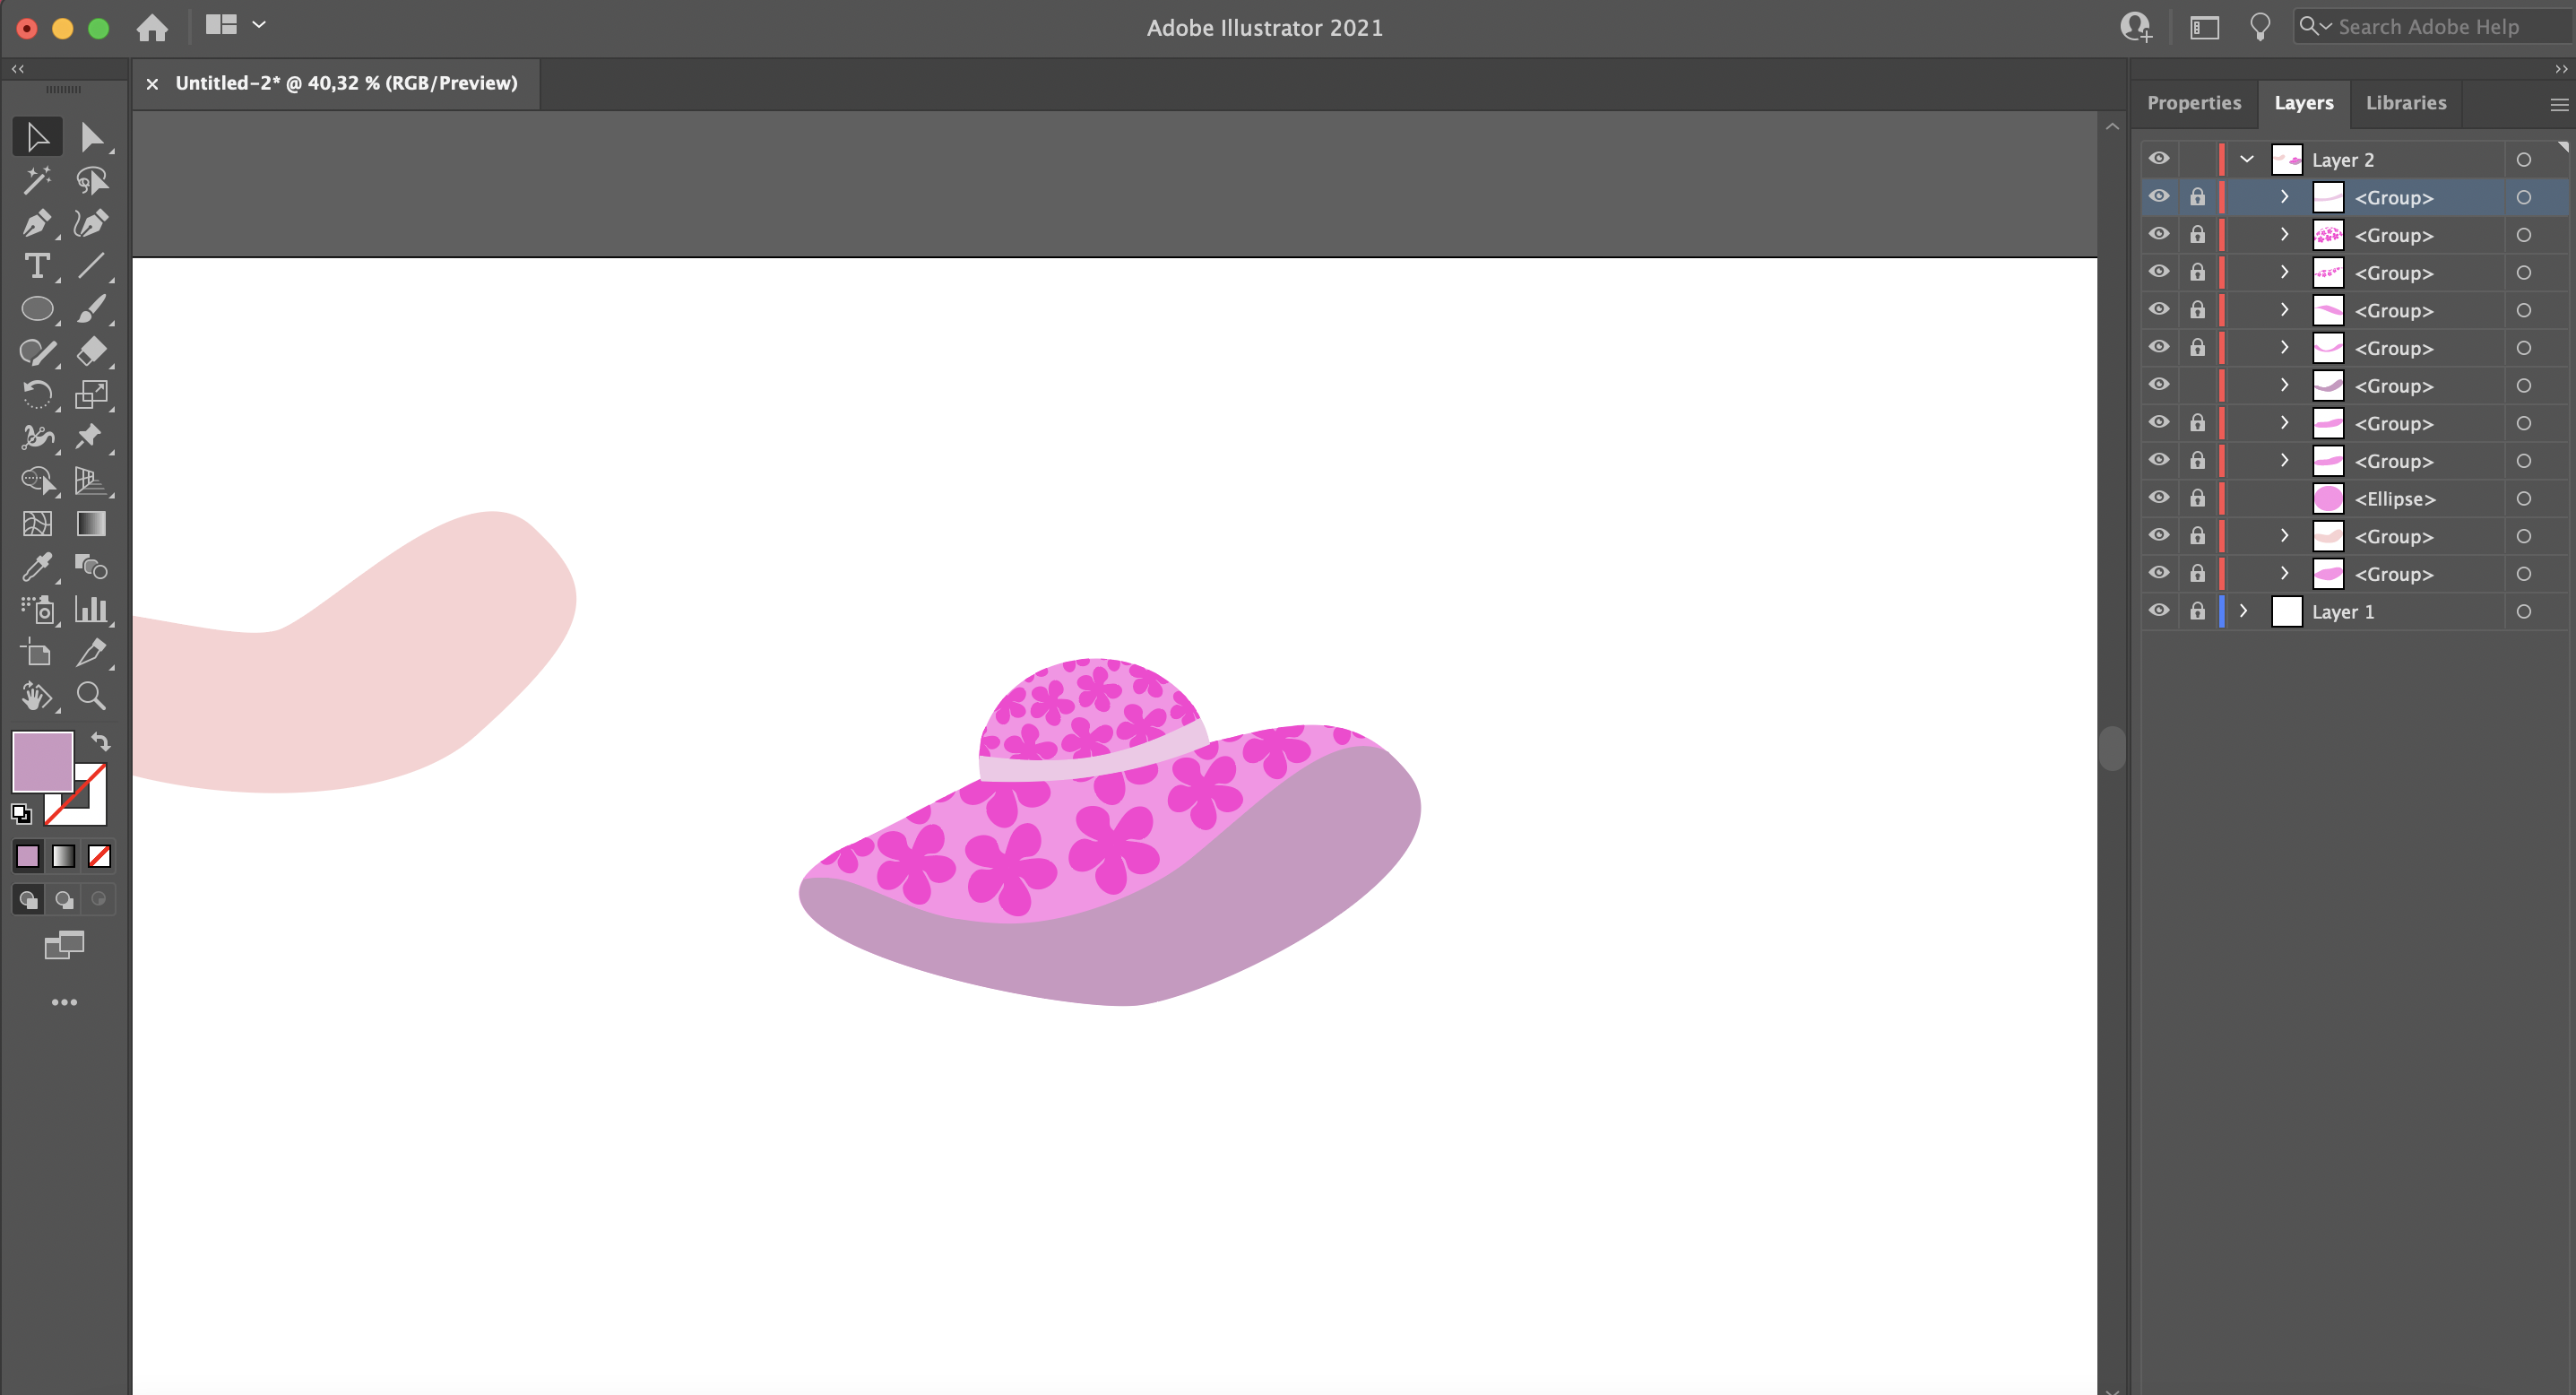 Adobe Illustrator 2021
Search Adobe Help
Untitled-2* @ 40,32 % (RGB/Preview)
Properties
Layers
Libraries
Layer 2
<Group>
<Group>
<Group>
<Group>
<Group>
<Group>
<Group>
<Group>
<Ellipse>
<Group>
<Group>
Layer 1